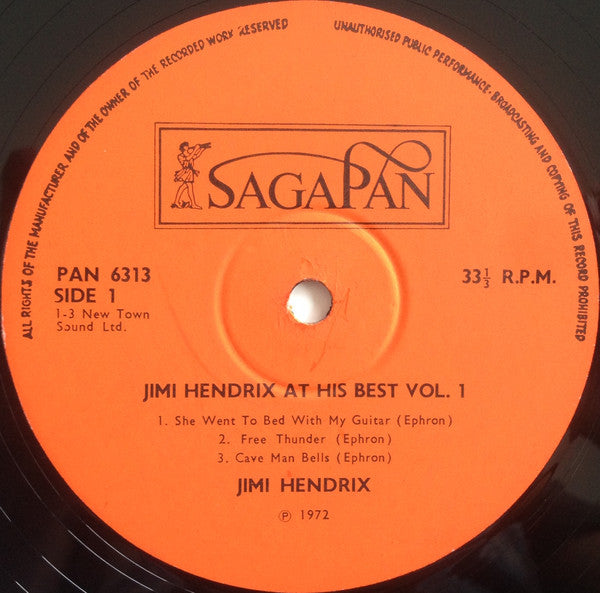 ALL RIGHTS OF THE MANUFACTURER AND OF THE OWNER OF THE RECORDED WORK RESERVED
UNAUTHORISED PUBLIC PERFORMANCE, BROADCASTING AND COPYING OF THIS RECORD PROHIBITED
SAGAPAN
PAN 6313
33⅓ R.P.M.
SIDE 1
1-3 New Town
Sound Ltd.
JIMI HENDRIX AT HIS BEST VOL. 1
1. She Went To Bed With My Guitar (Ephron)
2. Free Thunder (Ephron)
3. Cave Man Bells (Ephron)
JIMI HENDRIX
℗ 1972